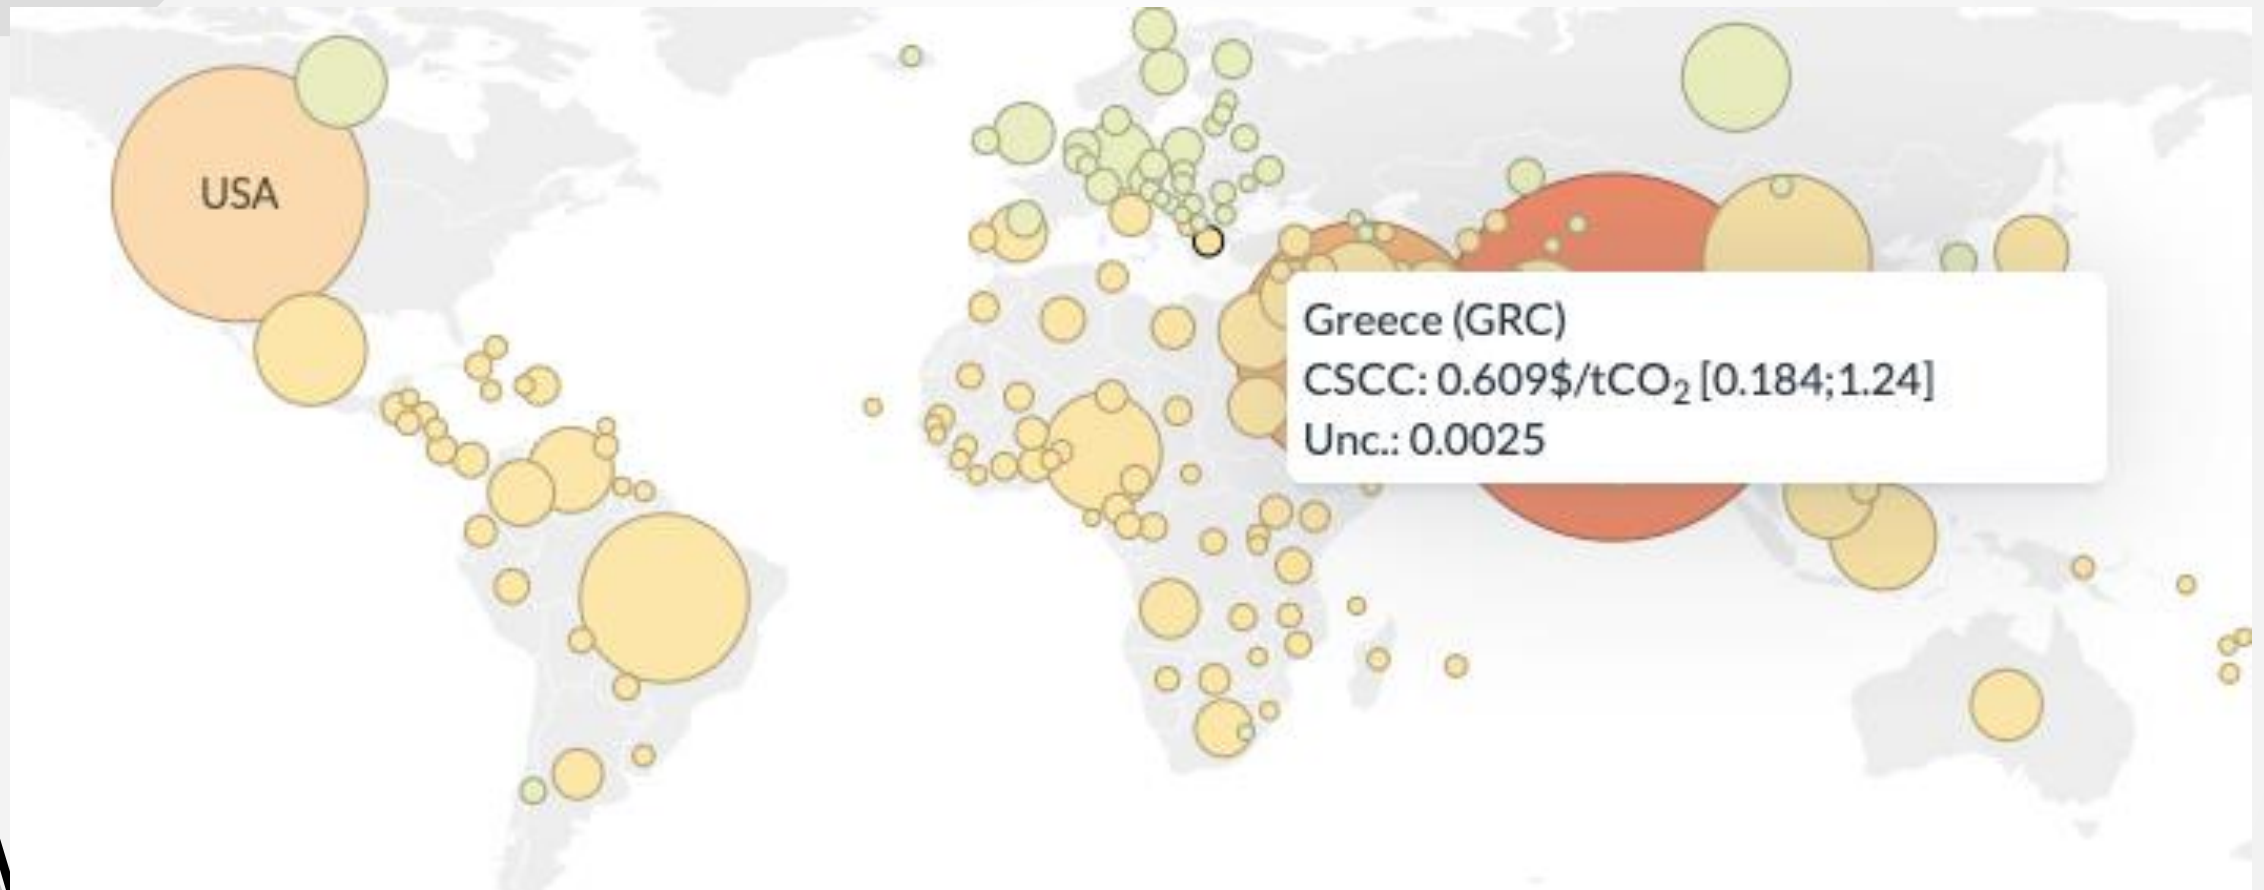 USA
Greece (GRC)
CSCC: 0.609$/tCO₂ [0.184;1.24]
Unc.: 0.0025